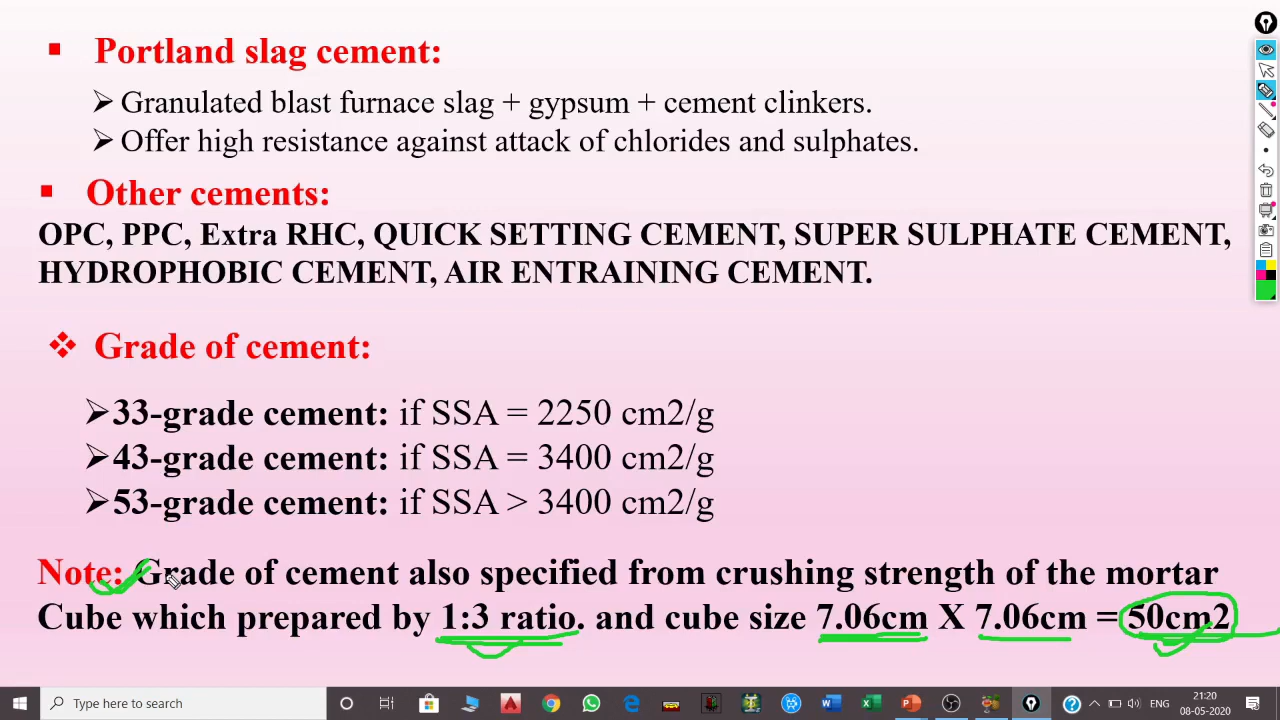 Portland slag cement:
Granulated blast furnace slag + gypsum + cement clinkers.
Offer high resistance against attack of chlorides and sulphates.
Other cements:
OPC, PPC, Extra RHC, QUICK SETTING CEMENT, SUPER SULPHATE CEMENT,
HYDROPHOBIC CEMENT, AIR ENTRAINING CEMENT.
Grade of cement:
33-grade cement: if SSA = 2250 cm2/g
43-grade cement: if SSA = 3400 cm2/g
53-grade cement: if SSA > 3400 cm2/g
Note: Grade of cement also specified from crushing strength of the mortar
Cube which prepared by 1:3 ratio. and cube size 7.06cm X 7.06cm = 50cm2
Type here to search
ENG
21:20
08-05-2020